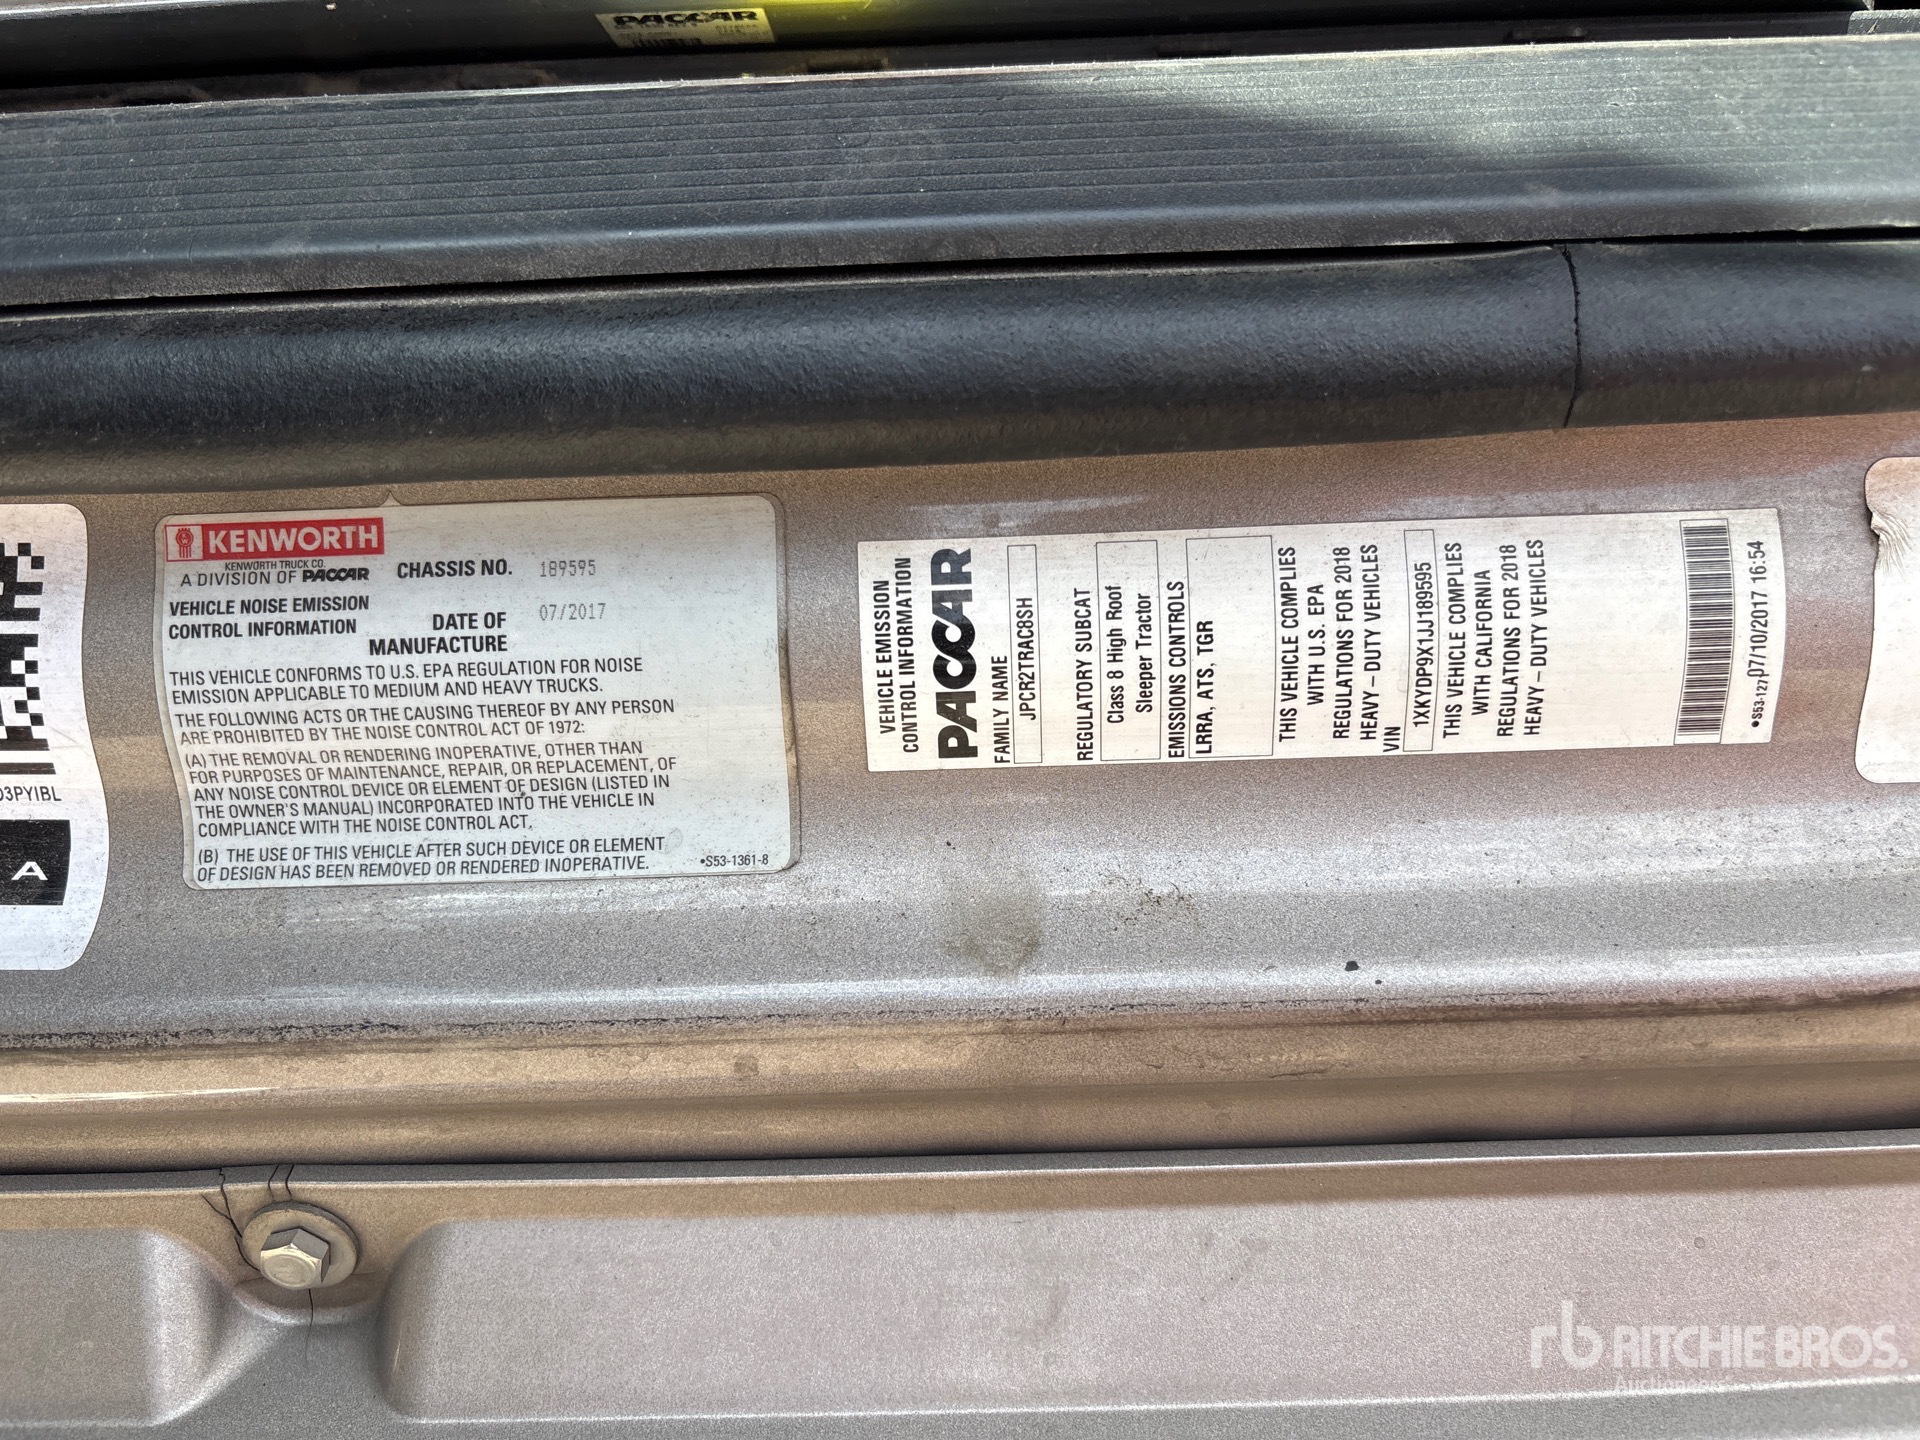 PACCAR
O3PYIBL
A
KENWORTH
KENWORTH TRUCK CO.
A DIVISION OF PACCAR
CHASSIS NO. 189595
VEHICLE NOISE EMISSION
CONTROL INFORMATION
DATE OF
MANUFACTURE
07/2017
THIS VEHICLE CONFORMS TO U.S. EPA REGULATION FOR NOISE
EMISSION APPLICABLE TO MEDIUM AND HEAVY TRUCKS.
THE FOLLOWING ACTS OR THE CAUSING THEREOF BY ANY PERSON
ARE PROHIBITED BY THE NOISE CONTROL ACT OF 1972:
(A) THE REMOVAL OR RENDERING INOPERATIVE, OTHER THAN
FOR PURPOSES OF MAINTENANCE, REPAIR, OR REPLACEMENT, OF
ANY NOISE CONTROL DEVICE OR ELEMENT OF DESIGN (LISTED IN
THE OWNER'S MANUAL) INCORPORATED INTO THE VEHICLE IN
COMPLIANCE WITH THE NOISE CONTROL ACT.
(B) THE USE OF THIS VEHICLE AFTER SUCH DEVICE OR ELEMENT
OF DESIGN HAS BEEN REMOVED OR RENDERED INOPERATIVE.
•S53-1361-8
VEHICLE EMISSION
CONTROL INFORMATION
PACCAR
FAMILY NAME
JPCR2TRAC8SH
REGULATORY SUBCAT
Class 8 High Roof
Sleeper Tractor
EMISSIONS CONTROLS
LRRA, ATS, TGR
THIS VEHICLE COMPLIES
WITH U.S. EPA
REGULATIONS FOR 2018
HEAVY-DUTY VEHICLES
VIN
1XKYDP9X1JJ189595
THIS VEHICLE COMPLIES
WITH CALIFORNIA
REGULATIONS FOR 2018
HEAVY-DUTY VEHICLES
•S53-127
07/10/2017 16:54
rb RITCHIE BROS.
Auctioneers